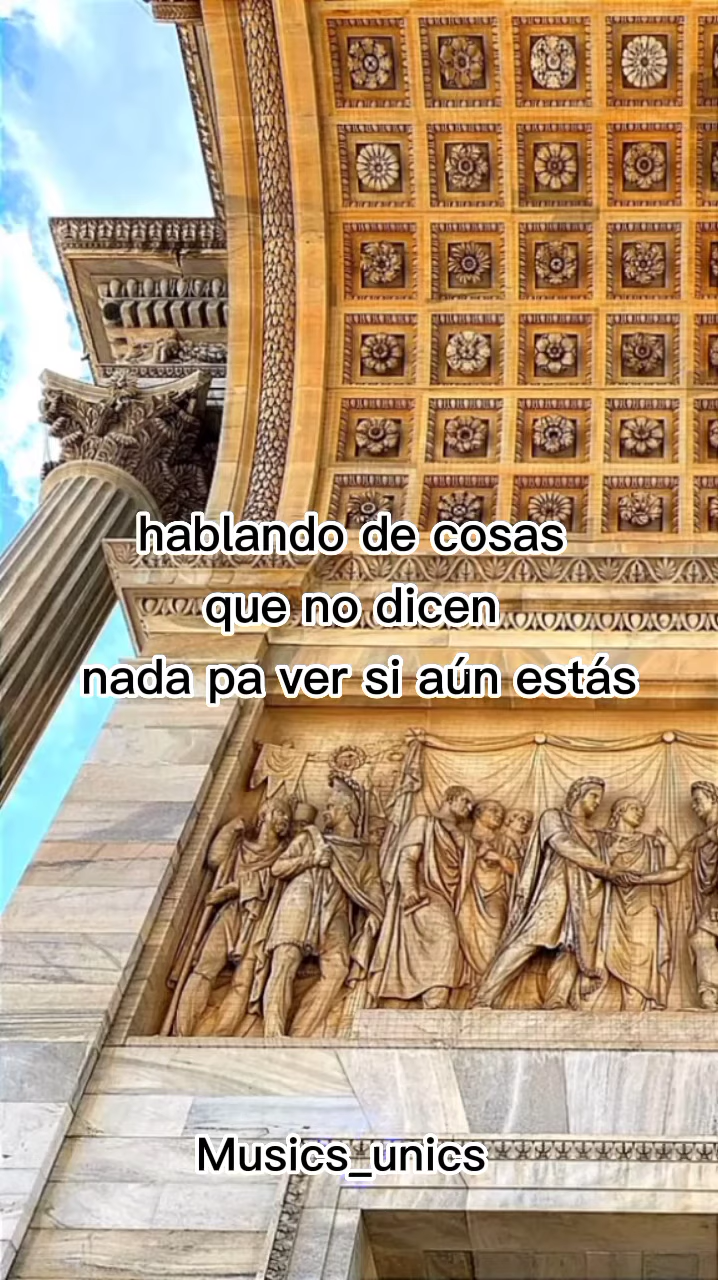 hablando de cosas
que no dicen
nada pa ver si aún estás
Musics_unics